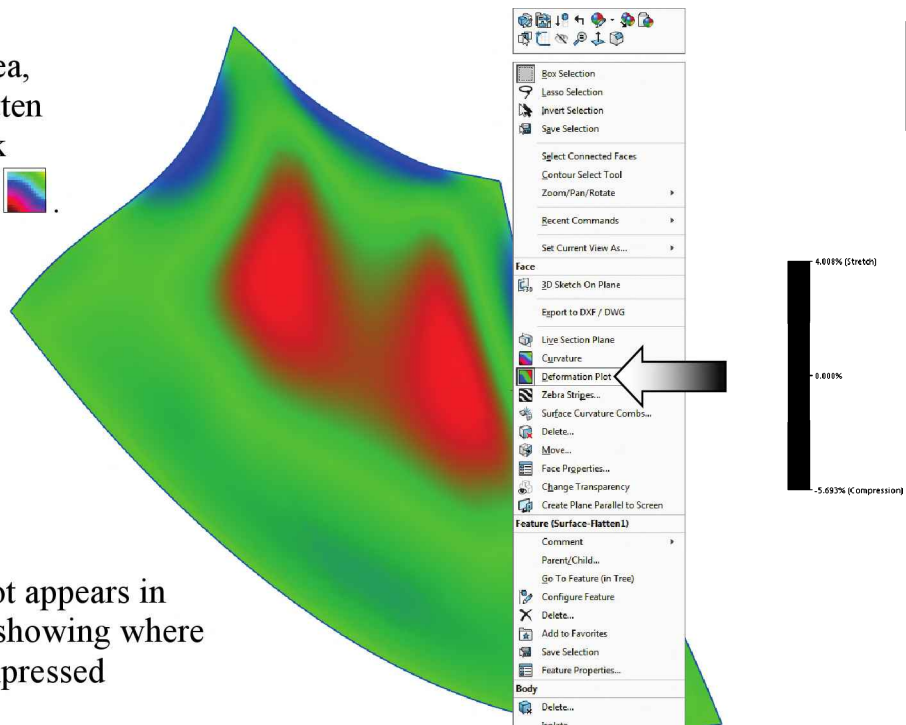 ea,
ten
k
.
ot appears in
showing where
pressed
Box Selection
Lasso Selection
Invert Selection
Save Selection
Select Connected Faces
Contour Select Tool
Zoom/Pan/Rotate
Recent Commands
Set Current View As...
Face
3D Sketch On Plane
Export to DXF / DWG
Live Section Plane
Curvature
Deformation Plot
Zebra Stripes...
Surface Curvature Combs...
Delete...
Move...
Face Properties...
Change Transparency
Create Plane Parallel to Screen
Feature (Surface-Flatten1)
Comment
Parent/Child...
Go To Feature (in Tree)
Configure Feature
Delete...
Add to Favorites
Save Selection
Feature Properties...
Body
Delete...
4.008% (Stretch)
0.000%
-5.693% (Compression)